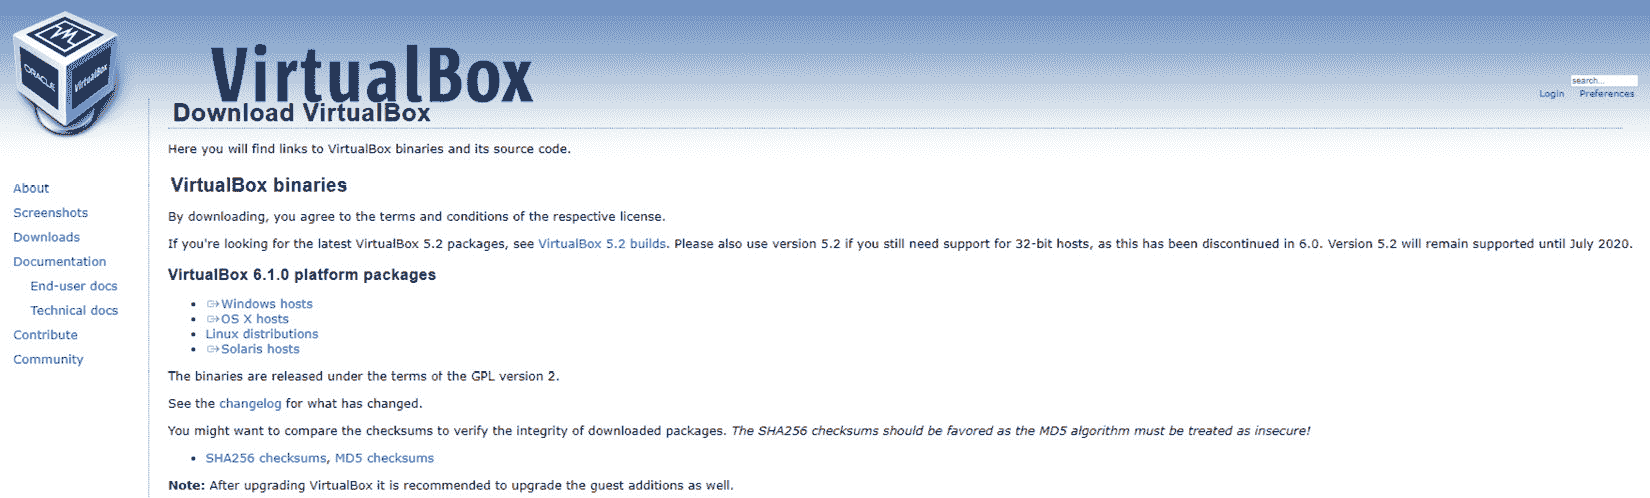 ORACLE
VirtualBox
VirtualBox
search...
Login Preferences
Download VirtualBox
Here you will find links to VirtualBox binaries and its source code.
About
Screenshots
Downloads
Documentation
End-user docs
Technical docs
Contribute
Community
VirtualBox binaries
By downloading, you agree to the terms and conditions of the respective license.
If you're looking for the latest VirtualBox 5.2 packages, see VirtualBox 5.2 builds. Please also use version 5.2 if you still need support for 32-bit hosts, as this has been discontinued in 6.0. Version 5.2 will remain supported until July 2020.
VirtualBox 6.1.0 platform packages
Windows hosts
OS X hosts
Linux distributions
Solaris hosts
The binaries are released under the terms of the GPL version 2.
See the changelog for what has changed.
You might want to compare the checksums to verify the integrity of downloaded packages. The SHA256 checksums should be favored as the MD5 algorithm must be treated as insecure!
SHA256 checksums, MD5 checksums
Note: After upgrading VirtualBox it is recommended to upgrade the guest additions as well.